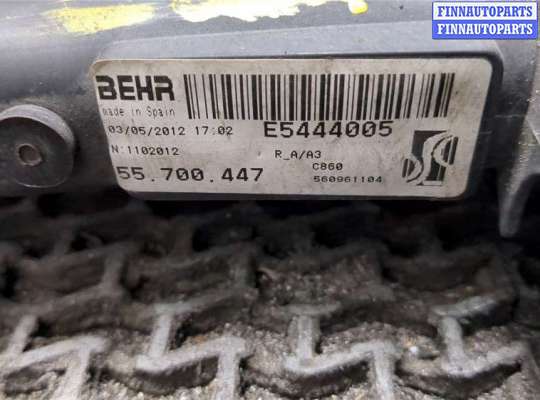 FINNAUTOPARTS
FINNAUTOPARTS
BEHR
made in Spain
03/05/2012 17:02 E5444005
N:1102012 R_A/A3
C860
55.700.447 560961104